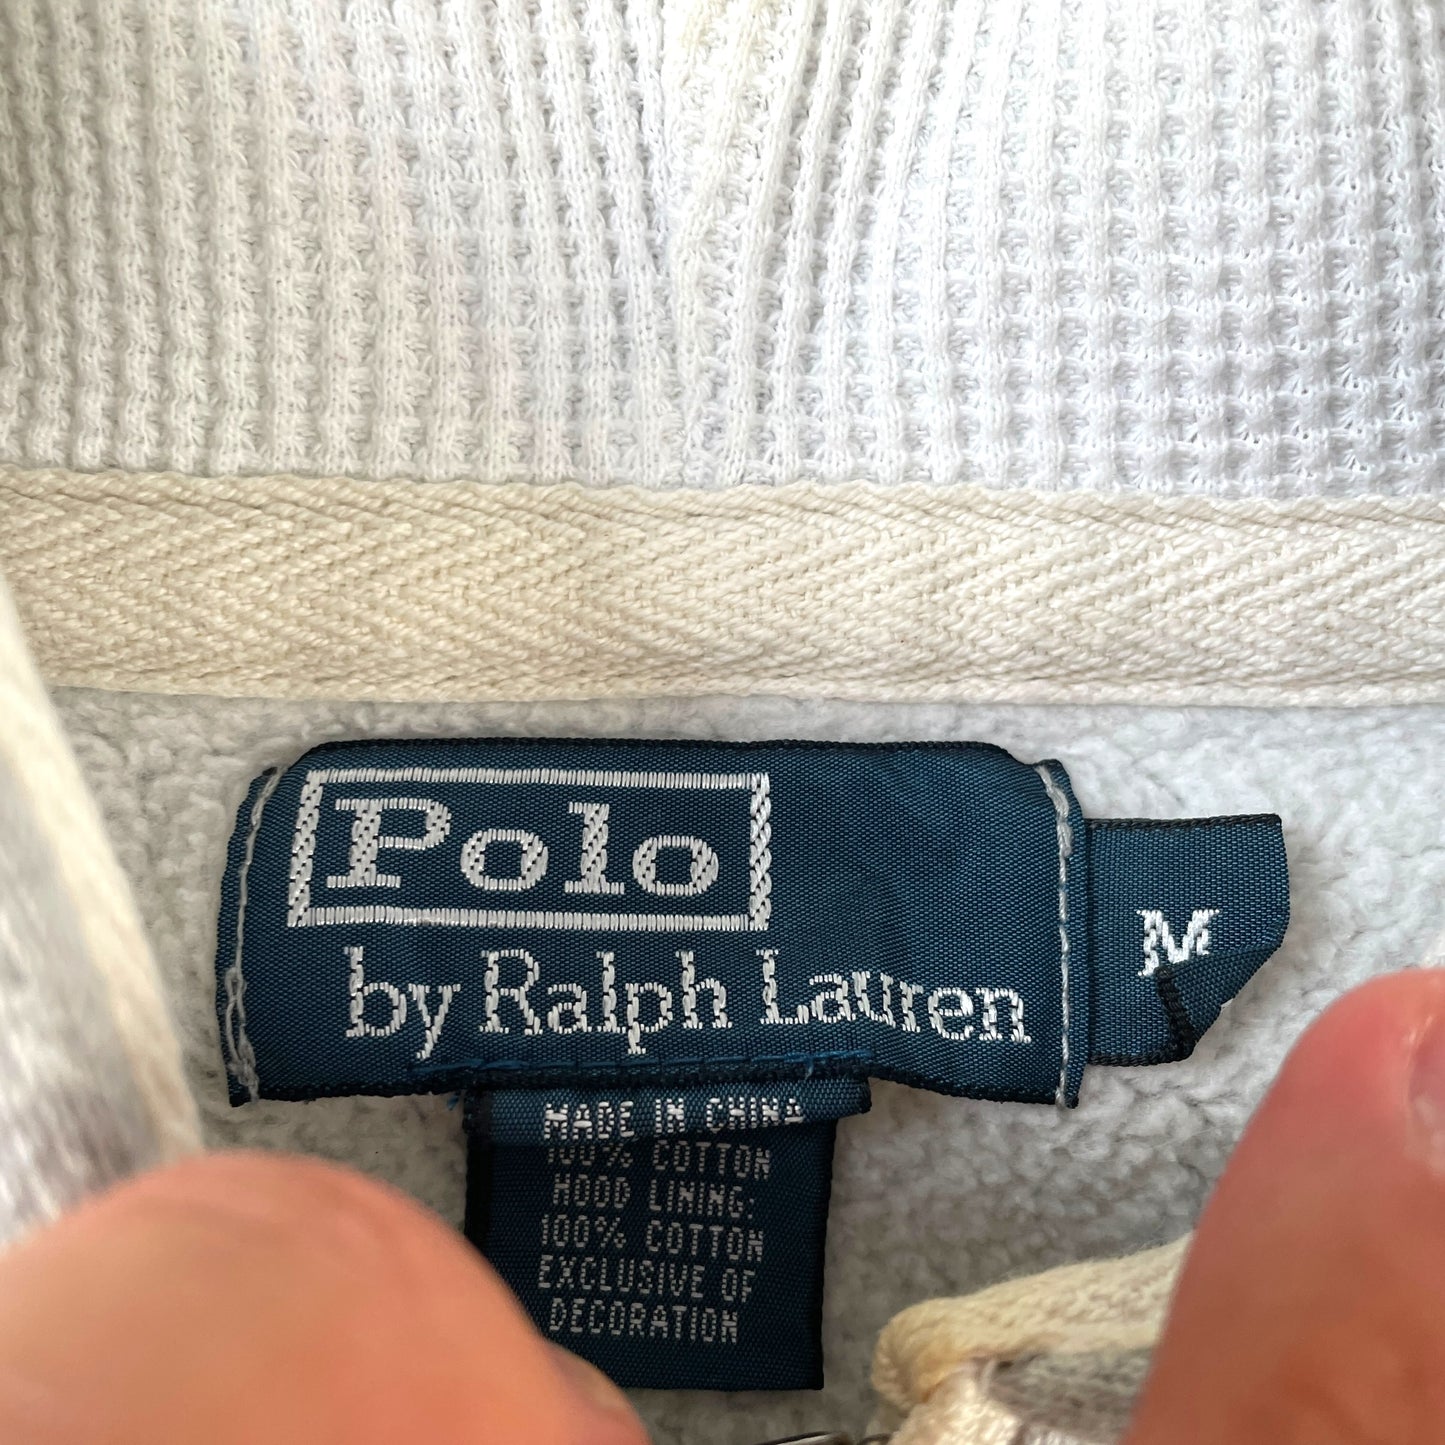 Polo
by Ralph Lauren
M
MADE IN CHINA
100% COTTON
HOOD LINING:
100% COTTON
EXCLUSIVE OF
DECORATION